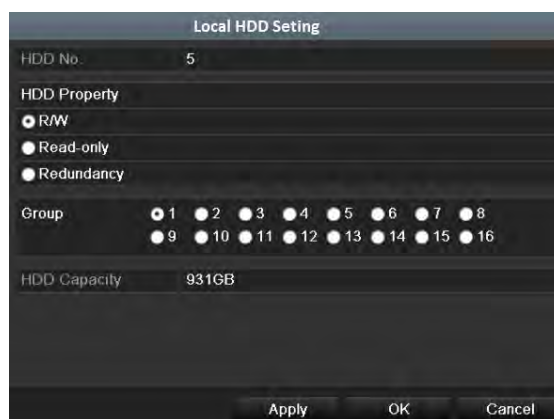 Local HDD Seting
HDD No. 5
HDD Property
R/W
Read-only
Redundancy
Group 1 2 3 4 5 6 7 8
9 10 11 12 13 14 15 16
HDD Capacity 931GB
Apply OK Cancel